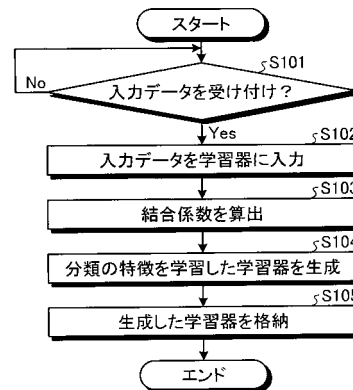 スタート
S101
入力データを受け付け？
No
Yes
S102
入力データを学習器に入力
S103
結合係数を算出
S104
分類の特徴を学習した学習器を生成
S105
生成した学習器を格納
エンド